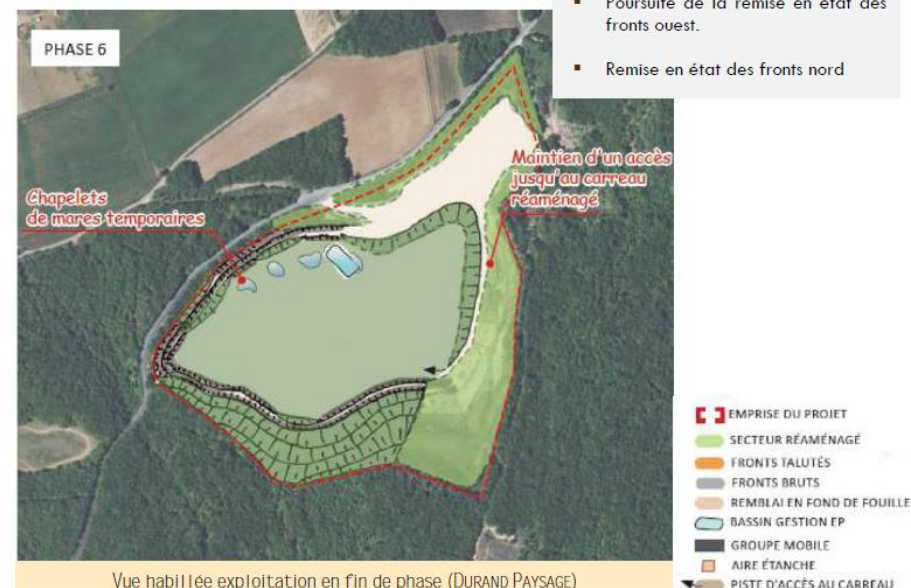 Poursuite de la remise en état des
fronts ouest.
Remise en état des fronts nord
PHASE 6
Maintien d'un accès
jusqu'au carreau
réaménagé
Chapelets
de mares temporaires
EMPRISE DU PROJET
SECTEUR RÉAMÉNAGÉ
FRONTS TALUTÉS
FRONTS BRUTS
REMBLAI EN FOND DE FOUILLE
BASSIN GESTION EP
GROUPE MOBILE
AIRE ÉTANCHE
PISTE D'ACCÈS AU CARREAU
Vue habillée exploitation en fin de phase (DURAND PAYSAGE)